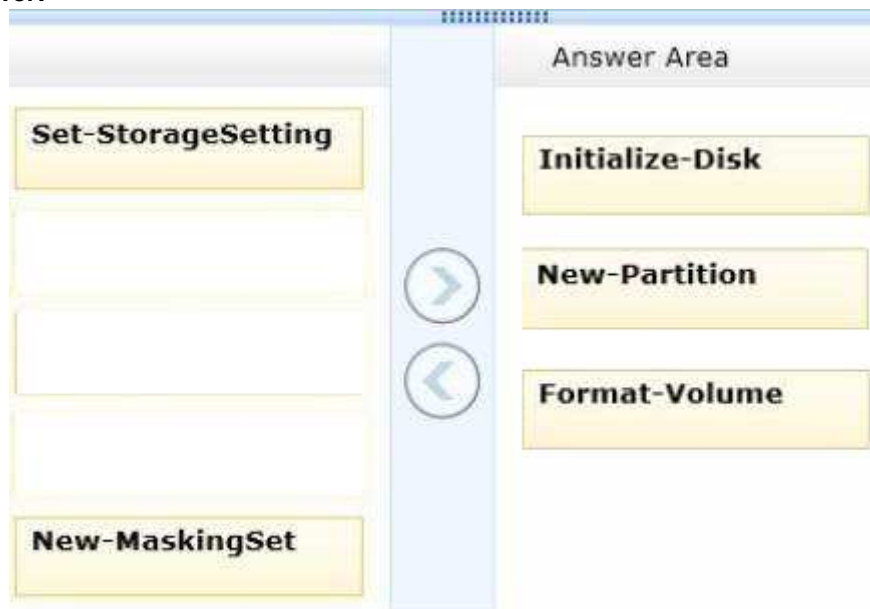 Answer Area
Set-StorageSetting
Initialize-Disk
New-Partition
Format-Volume
New-MaskingSet